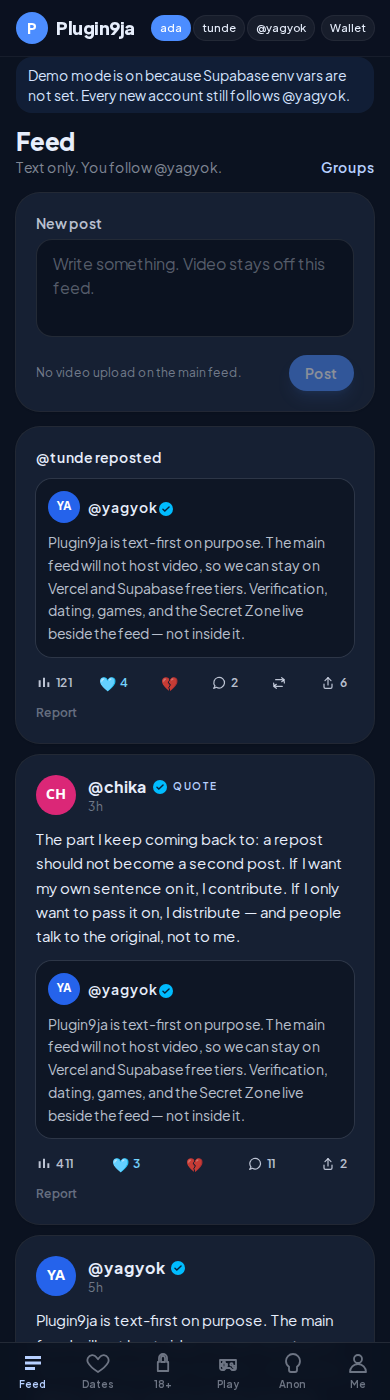 P Plugin9ja ada tunde @yagyok Wallet
Demo mode is on because Supabase env vars are
not set. Every new account still follows @yagyok.
Feed
Text only. You follow @yagyok. Groups
New post
Write something. Video stays off this
feed.
No video upload on the main feed. Post
@tunde reposted
YA @yagyok
Plugin9ja is text-first on purpose. The main
feed will not host video, so we can stay on
Vercel and Supabase free tiers. Verification,
dating, games, and the Secret Zone live
beside the feed — not inside it.
121 4 2 6
Report
CH @chika QUOTE
3h
The part I keep coming back to: a repost
should not become a second post. If I want
my own sentence on it, I contribute. If I only
want to pass it on, I distribute — and people
talk to the original, not to me.
YA @yagyok
Plugin9ja is text-first on purpose. The main
feed will not host video, so we can stay on
Vercel and Supabase free tiers. Verification,
dating, games, and the Secret Zone live
beside the feed — not inside it.
411 3 11 2
Report
YA @yagyok
5h
Plugin9ja is text-first on purpose. The main
Feed Dates 18+ Play Anon Me